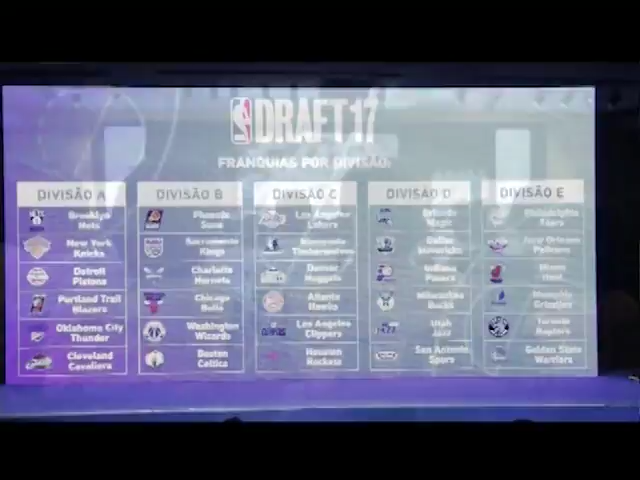 DRAFT 17
FRANQUIAS POR DIVISÃO:
DIVISÃO A
Brooklyn
Nets
New York
Knicks
Detroit
Pistons
Portland Trail
Blazers
Oklahoma City
Thunder
Cleveland
Cavaliers
DIVISÃO B
Phoenix
Suns
Sacramento
Kings
Charlotte
Hornets
Chicago
Bulls
Washington
Wizards
Boston
Celtics
DIVISÃO C
Los Angeles
Lakers
Minnesota
Timberwolves
Denver
Nuggets
Atlanta
Hawks
Los Angeles
Clippers
Houston
Rockets
DIVISÃO D
Orlando
Magic
Dallas
Mavericks
Indiana
Pacers
Milwaukee
Bucks
Utah
Jazz
San Antonio
Spurs
DIVISÃO E
Philadelphia
Sixers
New Orleans
Pelicans
Miami
Heat
Memphis
Grizzlies
Toronto
Raptors
Golden State
Warriors